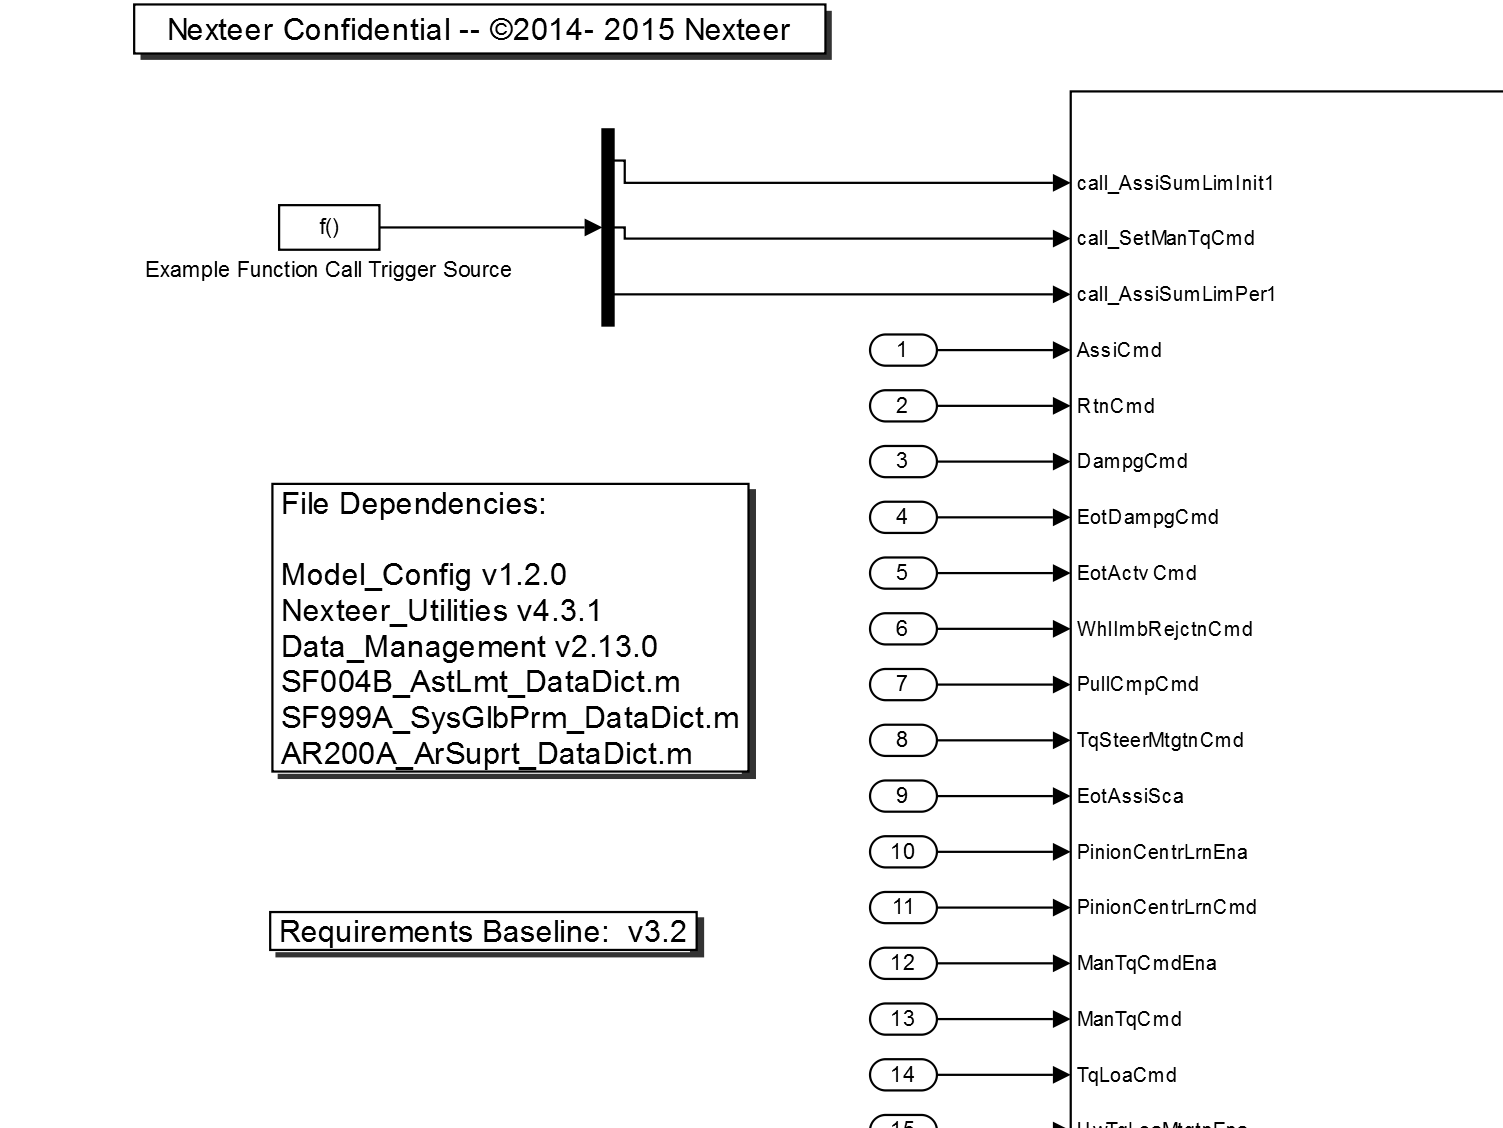 Nexteer Confidential -- ©2014- 2015 Nexteer
f()
Example Function Call Trigger Source
call_AssiSumLimInit1
call_SetManTqCmd
call_AssiSumLimPer1
1 AssiCmd
2 RtnCmd
3 DampgCmd
4 EotDampgCmd
5 EotActvCmd
6 WhlImbRejctnCmd
7 PullCmpCmd
8 TqSteerMtgtnCmd
9 EotAssiSca
10 PinionCentrLrnEna
11 PinionCentrLrnCmd
12 ManTqCmdEna
13 ManTqCmd
14 TqLoaCmd
15
File Dependencies:
Model_Config v1.2.0
Nexteer_Utilities v4.3.1
Data_Management v2.13.0
SF004B_AstLmt_DataDict.m
SF999A_SysGlbPrm_DataDict.m
AR200A_ArSuprt_DataDict.m
Requirements Baseline:  v3.2